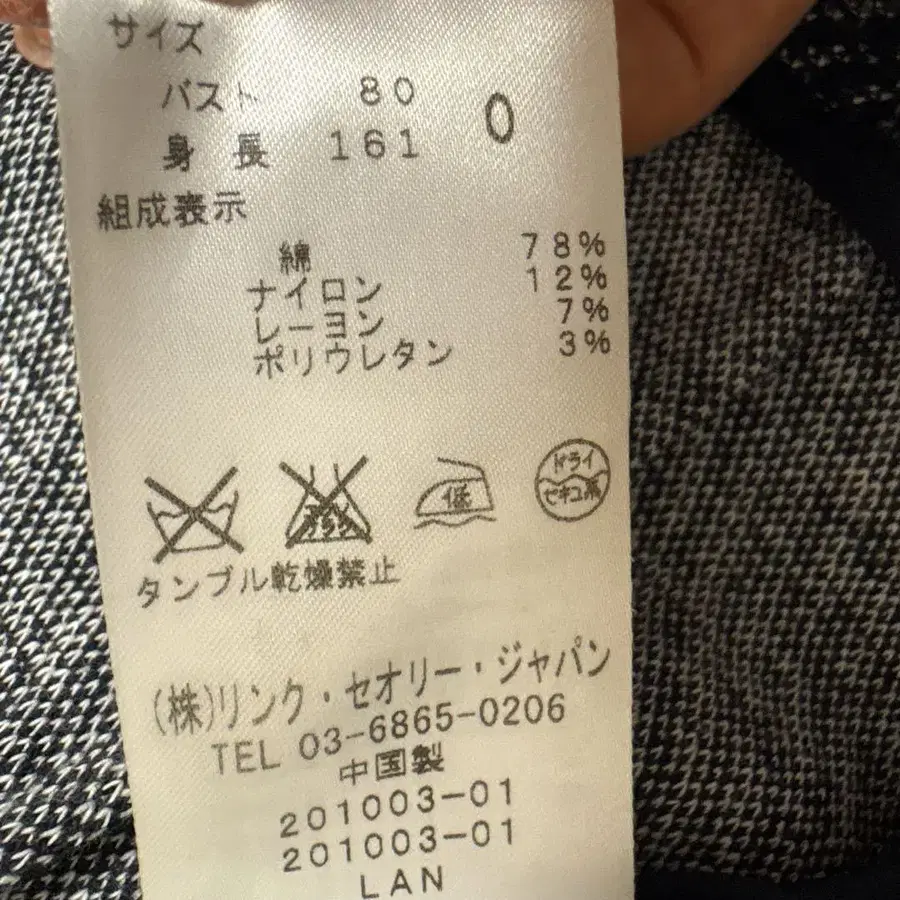 サイズ
バスト 80 0
身長 161
組成表示
綿 78%
ナイロン 12%
レーヨン 7%
ポリウレタン 3%
低
ドライ
セキユ系
タンブル乾燥禁止
(株)リンク・セオリー・ジャパン
TEL 03-6865-0206
中国製
201003-01
201003-01
LAN